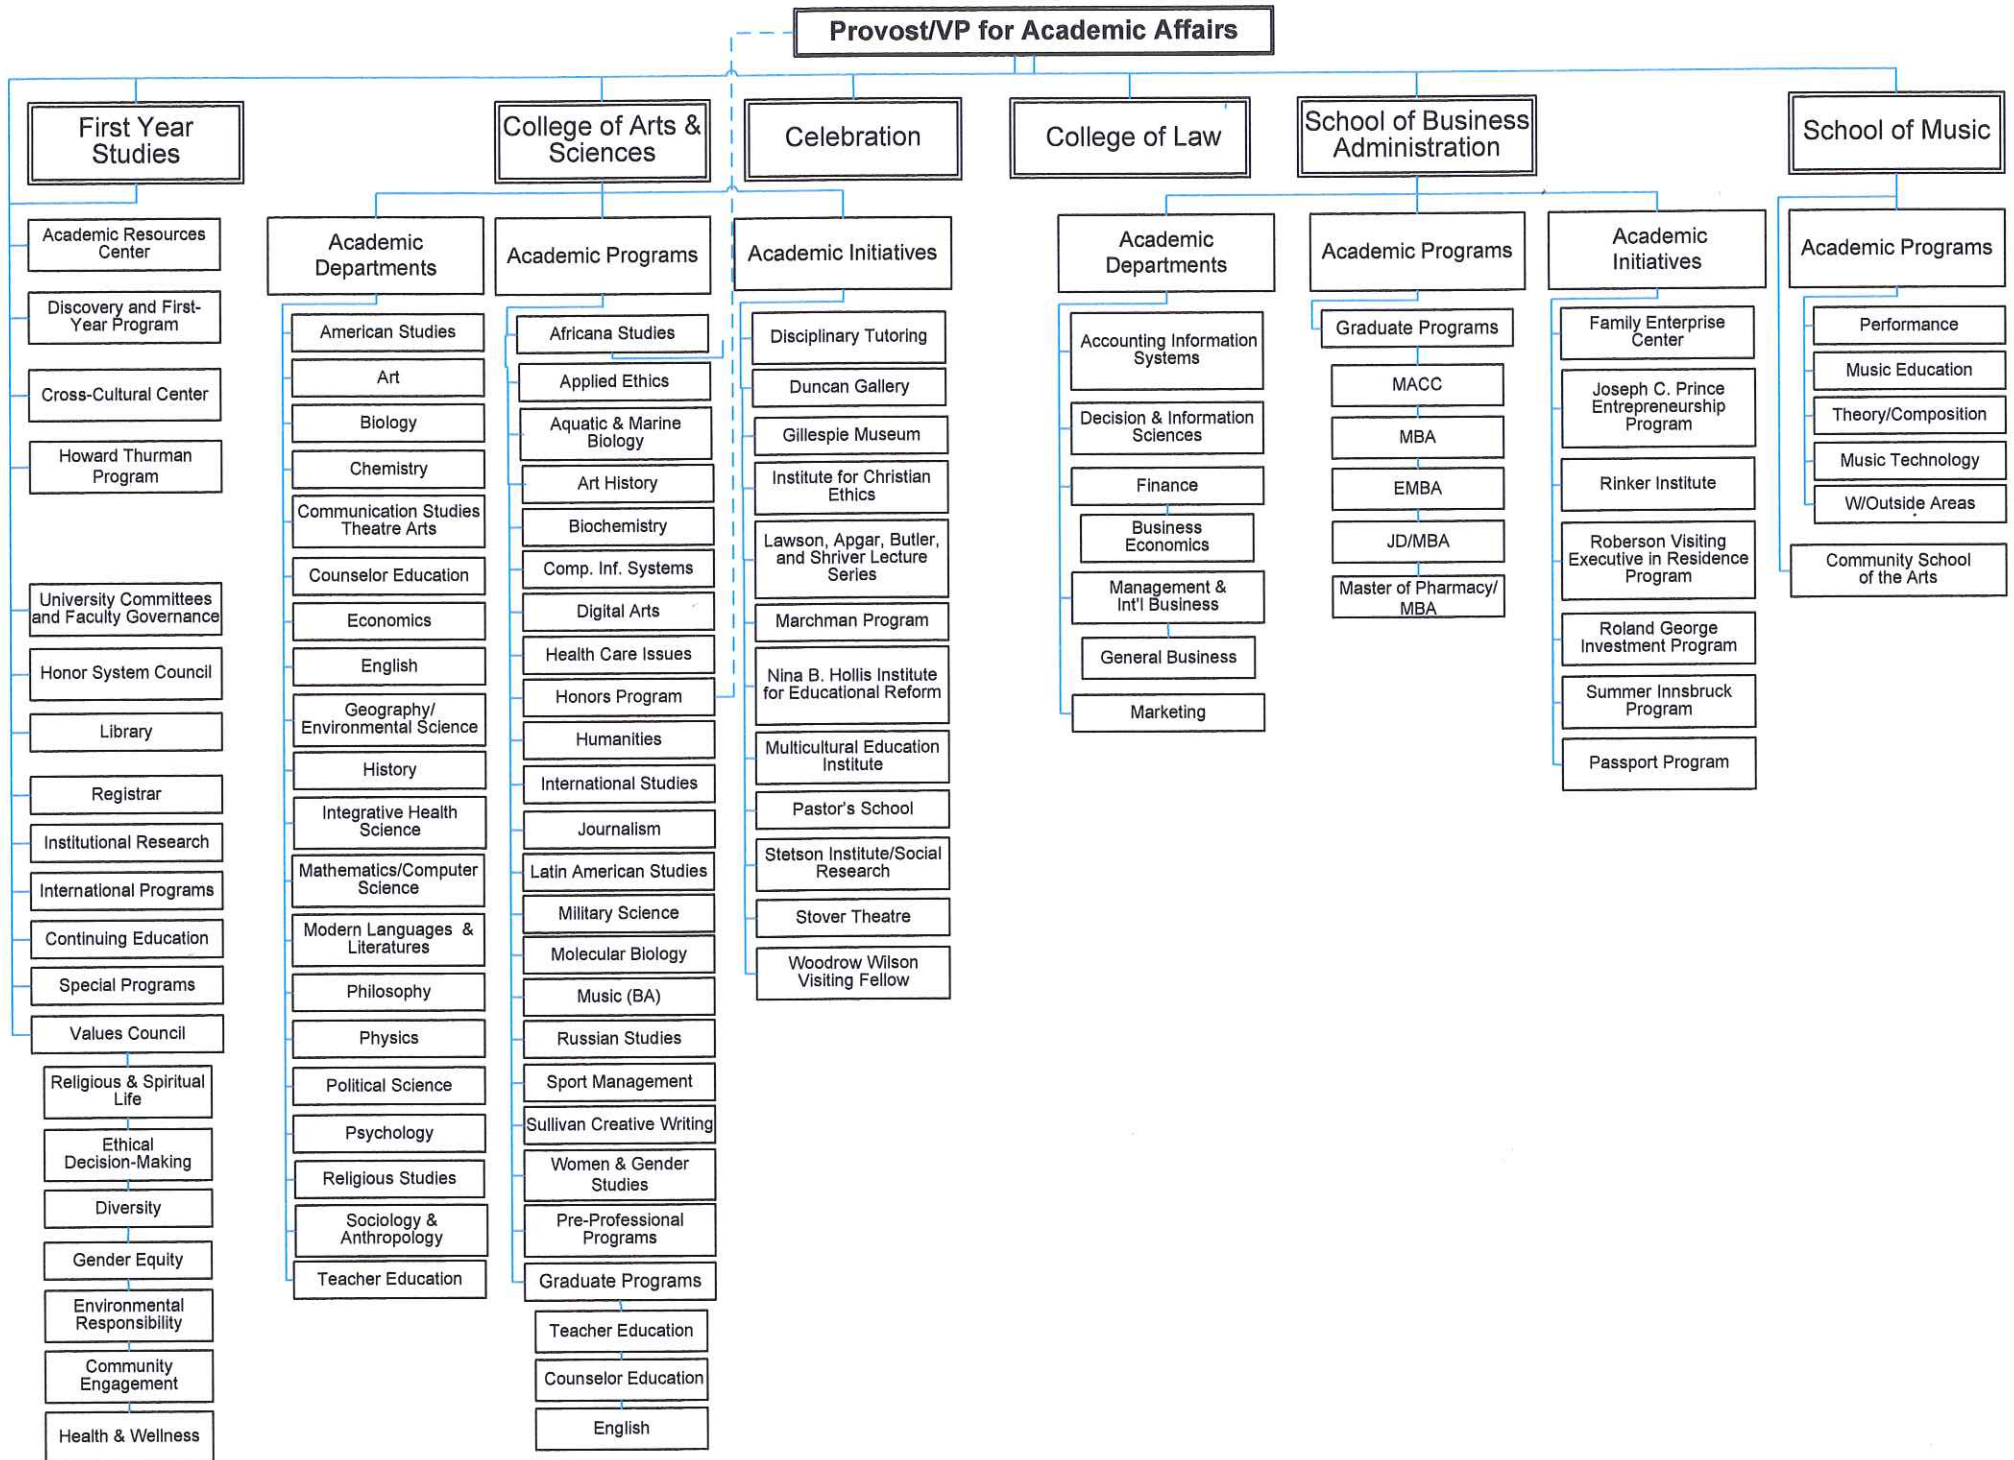 Provost/VP for Academic Affairs
First Year
Studies
College of Arts &
Sciences
Celebration
College of Law
School of Business
Administration
School of Music
Academic Resources
Center
Discovery and First-
Year Program
Cross-Cultural Center
Howard Thurman
Program
University Committees
and Faculty Governance
Honor System Council
Library
Registrar
Institutional Research
International Programs
Continuing Education
Special Programs
Values Council
Religious & Spiritual
Life
Ethical
Decision-Making
Diversity
Gender Equity
Environmental
Responsibility
Community
Engagement
Health & Wellness
Academic
Departments
American Studies
Art
Biology
Chemistry
Communication Studies
Theatre Arts
Counselor Education
Economics
English
Geography/
Environmental Science
History
Integrative Health
Science
Mathematics/Computer
Science
Modern Languages &
Literatures
Philosophy
Physics
Political Science
Psychology
Religious Studies
Sociology &
Anthropology
Teacher Education
Academic Programs
Africana Studies
Applied Ethics
Aquatic & Marine
Biology
Art History
Biochemistry
Comp. Inf. Systems
Digital Arts
Health Care Issues
Honors Program
Humanities
International Studies
Journalism
Latin American Studies
Military Science
Molecular Biology
Music (BA)
Russian Studies
Sport Management
Sullivan Creative Writing
Women & Gender
Studies
Pre-Professional
Programs
Graduate Programs
Teacher Education
Counselor Education
English
Academic Initiatives
Disciplinary Tutoring
Duncan Gallery
Gillespie Museum
Institute for Christian
Ethics
Lawson, Apgar, Butler,
and Shriver Lecture
Series
Marchman Program
Nina B. Hollis Institute
for Educational Reform
Multicultural Education
Institute
Pastor's School
Stetson Institute/Social
Research
Stover Theatre
Woodrow Wilson
Visiting Fellow
Academic
Departments
Accounting Information
Systems
Decision & Information
Sciences
Finance
Business
Economics
Management &
Int'l Business
General Business
Marketing
Academic Programs
Graduate Programs
MACC
MBA
EMBA
JD/MBA
Master of Pharmacy/
MBA
Academic
Initiatives
Family Enterprise
Center
Joseph C. Prince
Entrepreneurship
Program
Rinker Institute
Roberson Visiting
Executive in Residence
Program
Roland George
Investment Program
Summer Innsbruck
Program
Passport Program
Academic Programs
Performance
Music Education
Theory/Composition
Music Technology
W/Outside Areas
Community School
of the Arts